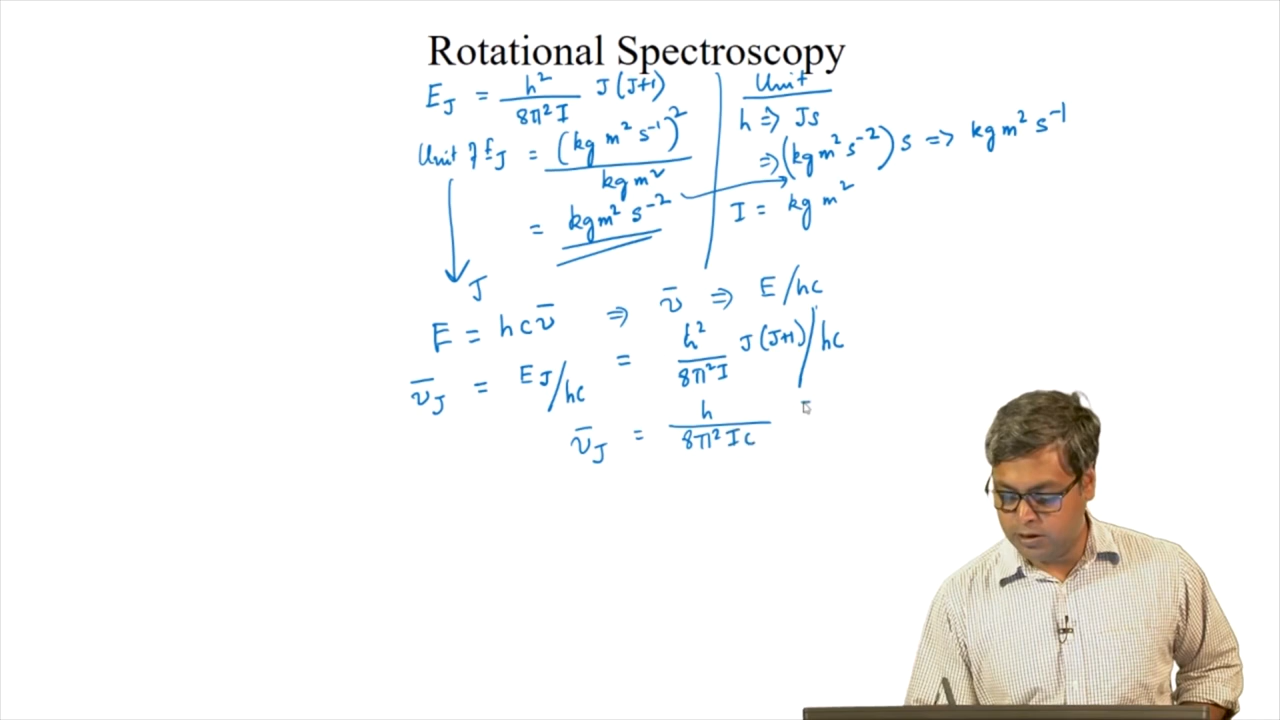 Rotational Spectroscopy
E_J = h²/8π²I J(J+1)
Unit of E_J = (kg m² s⁻¹)²/kg m²
= kg m² s⁻²
J
Unit
h ⇒ Js
⇒ (kg m² s⁻²) s ⇒ kg m² s⁻¹
I = kg m²
E = hcν̄ ⇒ ν̄ ⇒ E/hc
ν̄_J = E_J/hc = h²/8π²I J(J+1)/hc
ν̄_J = h/8π²Ic